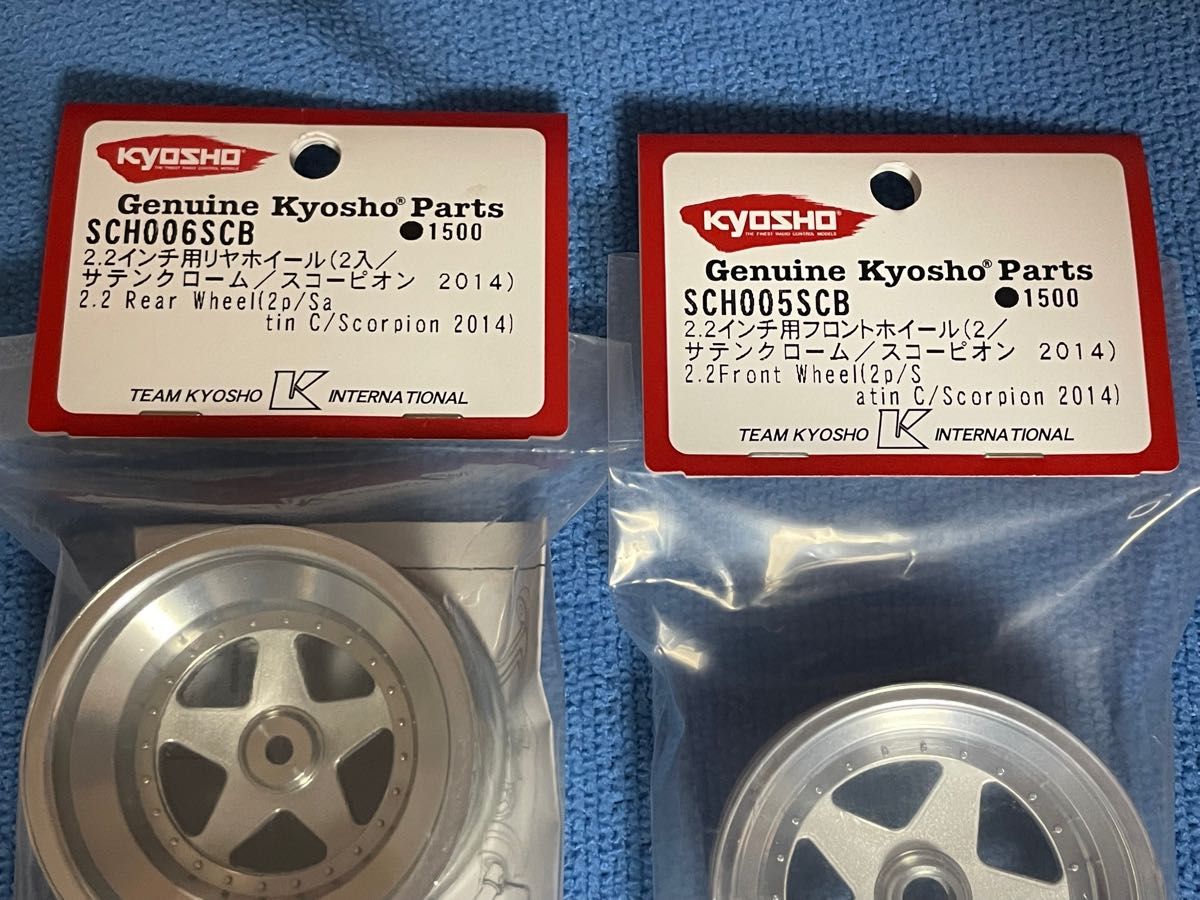 KYOSHO
THE FINEST RADIO CONTROL MODELS
Genuine Kyosho® Parts
SCH006SCB ●1500
2.2インチ用リヤホイール(2入/
サテンクローム/スコーピオン 2014)
2.2 Rear Wheel(2p/Sa
tin C/Scorpion 2014)
TEAM KYOSHO K INTERNATIONAL
KYOSHO
THE FINEST RADIO CONTROL MODELS
Genuine Kyosho® Parts
SCH005SCB ●1500
2.2インチ用フロントホイール(2/
サテンクローム/スコーピオン 2014)
2.2Front Wheel(2p/S
atin C/Scorpion 2014)
TEAM KYOSHO K INTERNATIONAL